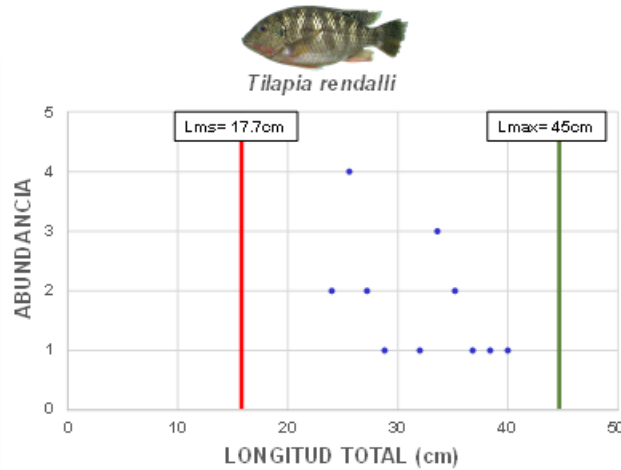 Tilapia rendalli
Lms= 17.7cm
Lmax= 45cm
ABUNDANCIA
5
4
3
2
1
0
0 10 20 30 40 50
LONGITUD TOTAL (cm)